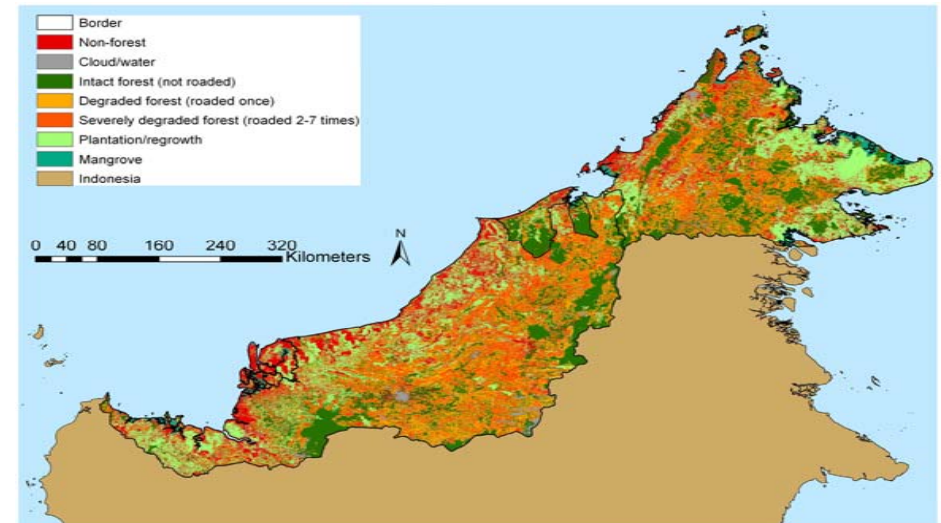 Border
Non-forest
Cloud/water
Intact forest (not roaded)
Degraded forest (roaded once)
Severely degraded forest (roaded 2-7 times)
Plantation/regrowth
Mangrove
Indonesia
N
0 40 80 160 240 320
Kilometers